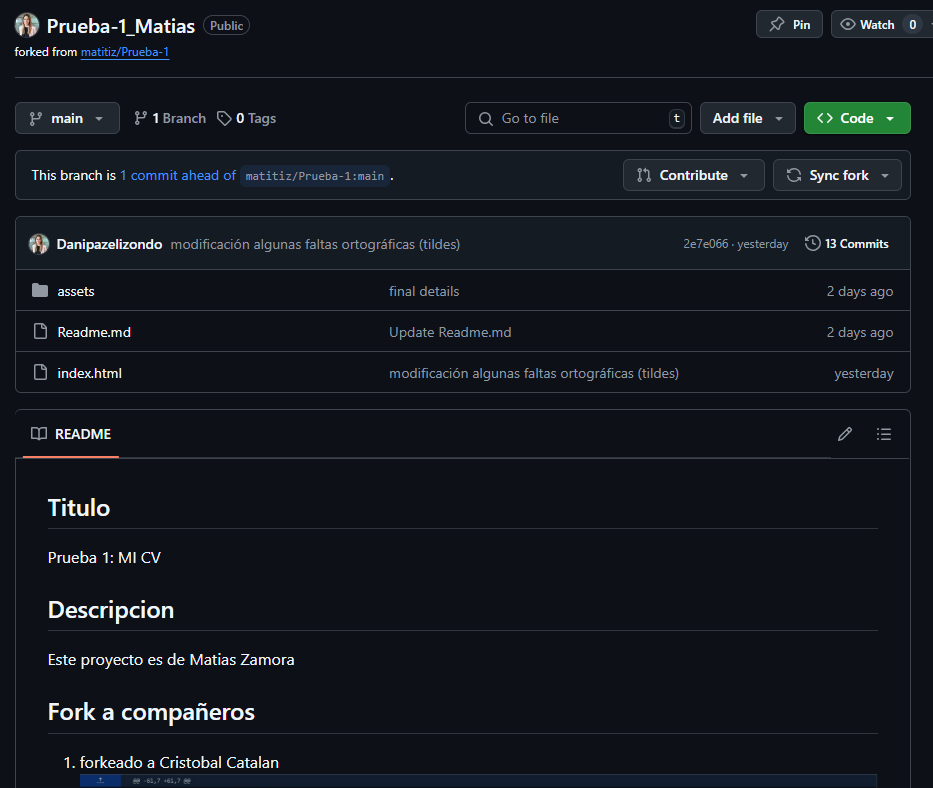 Prueba-1_Matias Public Pin Watch 0
forked from matitiz/Prueba-1
main 1 Branch 0 Tags Go to file t Add file Code
This branch is 1 commit ahead of matitiz/Prueba-1:main . Contribute Sync fork
Danipazelizondo modificación algunas faltas ortográficas (tildes) 2e7e066 · yesterday 13 Commits
assets final details 2 days ago
Readme.md Update Readme.md 2 days ago
index.html modificación algunas faltas ortográficas (tildes) yesterday
README
Titulo
Prueba 1: MI CV
Descripcion
Este proyecto es de Matias Zamora
Fork a compañeros
1. forkeado a Cristobal Catalan
@@ -61,7 +61,7 @@